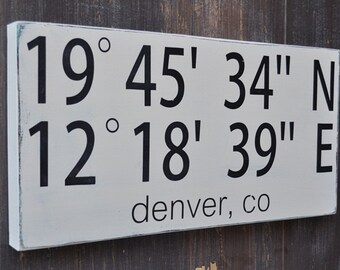 19° 45' 34" N
12° 18' 39" E
denver, co